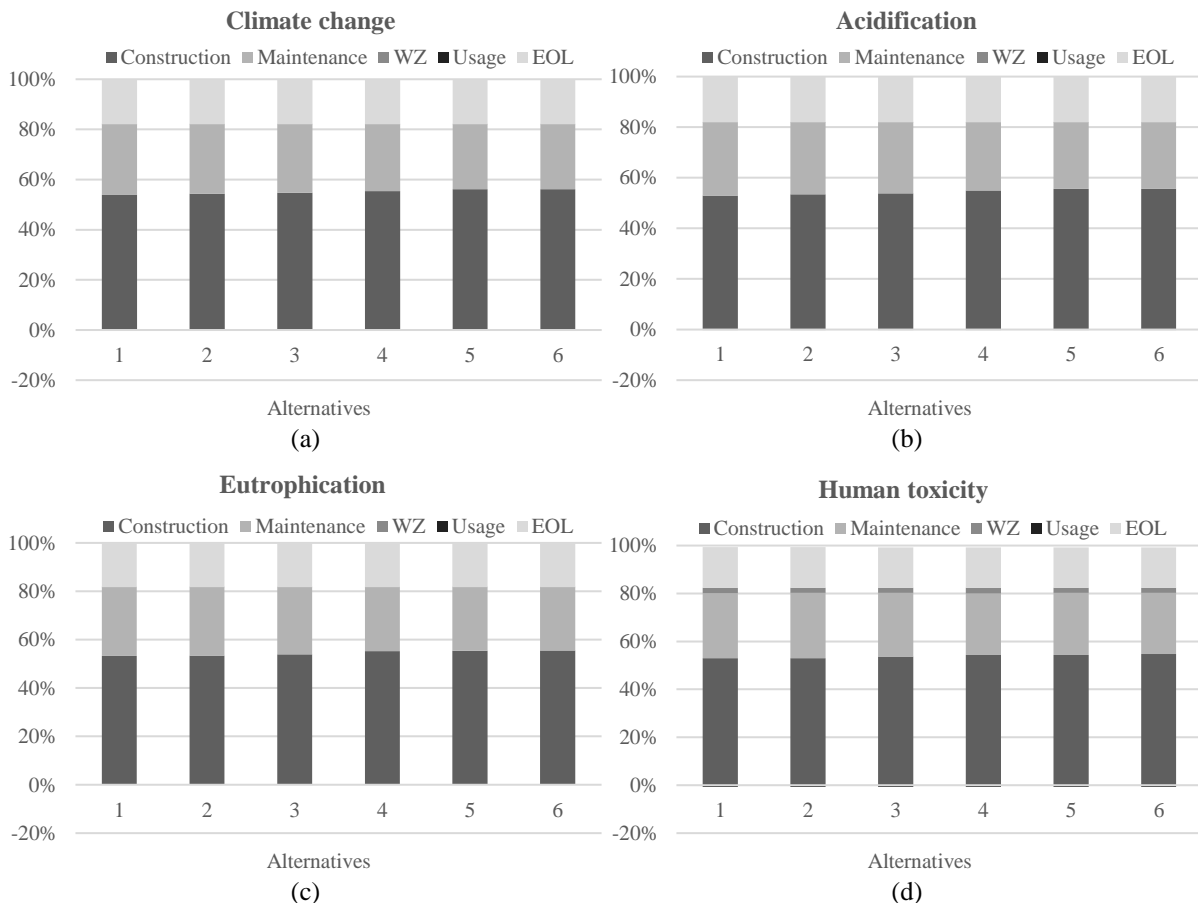 Climate change
Construction Maintenance WZ Usage EOL
100%
80%
60%
40%
20%
0%
-20%
1 2 3 4 5 6
Alternatives
(a)
Acidification
Construction Maintenance WZ Usage EOL
100%
80%
60%
40%
20%
0%
-20%
1 2 3 4 5 6
Alternatives
(b)
Eutrophication
Construction Maintenance WZ Usage EOL
100%
80%
60%
40%
20%
0%
-20%
1 2 3 4 5 6
Alternatives
(c)
Human toxicity
Construction Maintenance WZ Usage EOL
100%
80%
60%
40%
20%
0%
-20%
1 2 3 4 5 6
Alternatives
(d)